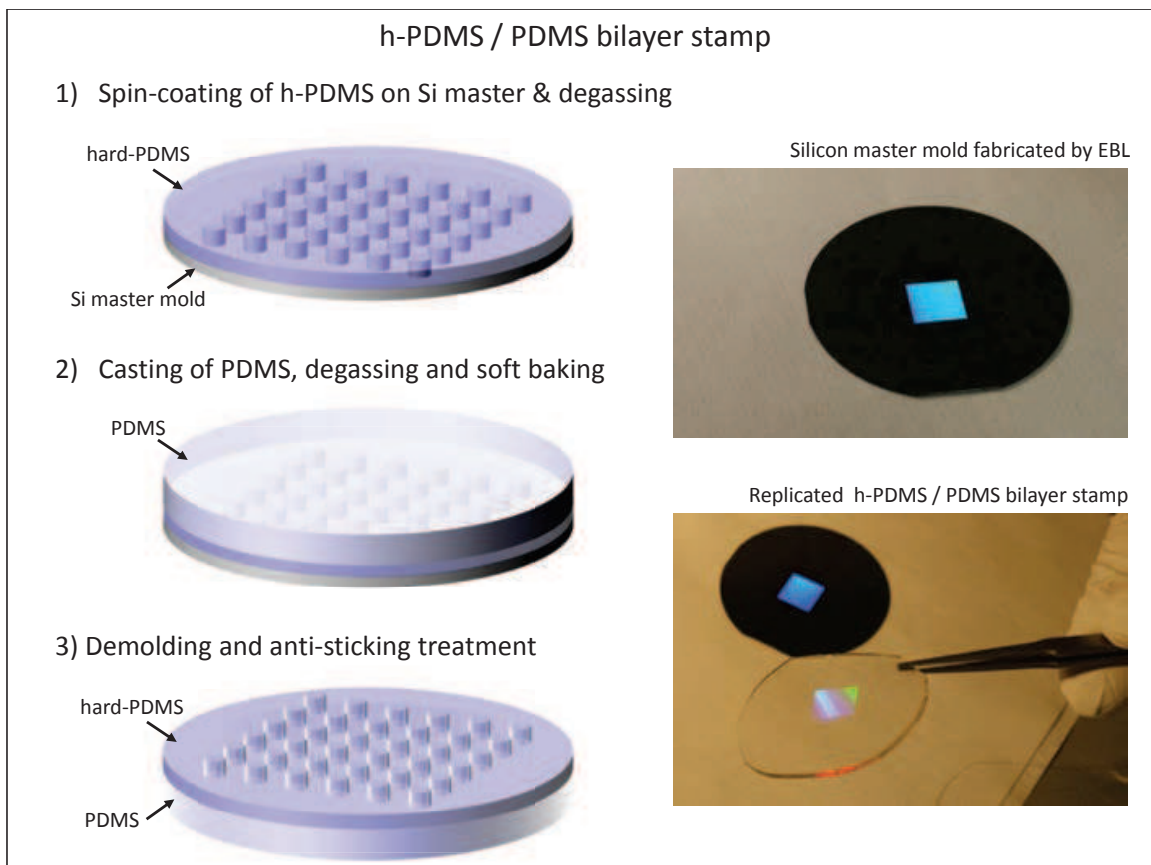 h-PDMS / PDMS bilayer stamp
1) Spin-coating of h-PDMS on Si master & degassing
hard-PDMS
Si master mold
Silicon master mold fabricated by EBL
2) Casting of PDMS, degassing and soft baking
PDMS
Replicated h-PDMS / PDMS bilayer stamp
3) Demolding and anti-sticking treatment
hard-PDMS
PDMS